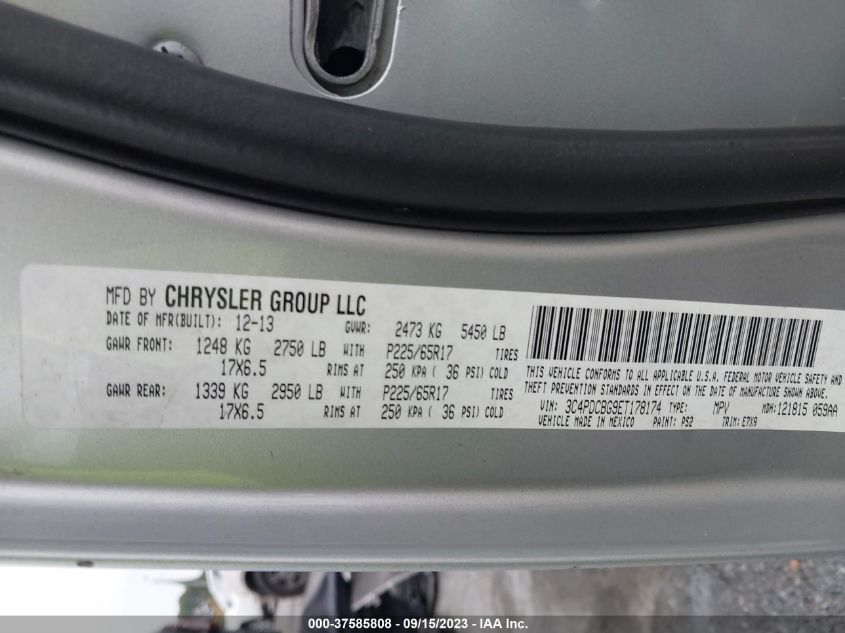 MFD BY CHRYSLER GROUP LLC
DATE OF MFR(BUILT): 12-13 GVWR: 2473 KG 5450 LB
GAWR FRONT: 1248 KG 2750 LB WITH P225/65R17 TIRES
17X6.5 RIMS AT 250 KPA ( 36 PSI) COLD
GAWR REAR: 1339 KG 2950 LB WITH P225/65R17 TIRES
17X6.5 RIMS AT 250 KPA ( 36 PSI) COLD
THIS VEHICLE CONFORMS TO ALL APPLICABLE U.S.A. FEDERAL MOTOR VEHICLE SAFETY AND
THEFT PREVENTION STANDARDS IN EFFECT ON THE DATE OF MANUFACTURE SHOWN ABOVE.
VIN: 3C4PDCBG9ET178174 TYPE: MPV MDH: 121815 059AA
VEHICLE MADE IN MEXICO PAINT: PS2 TRIM: E7X9
000-37585808 - 09/15/2023 - IAA Inc.